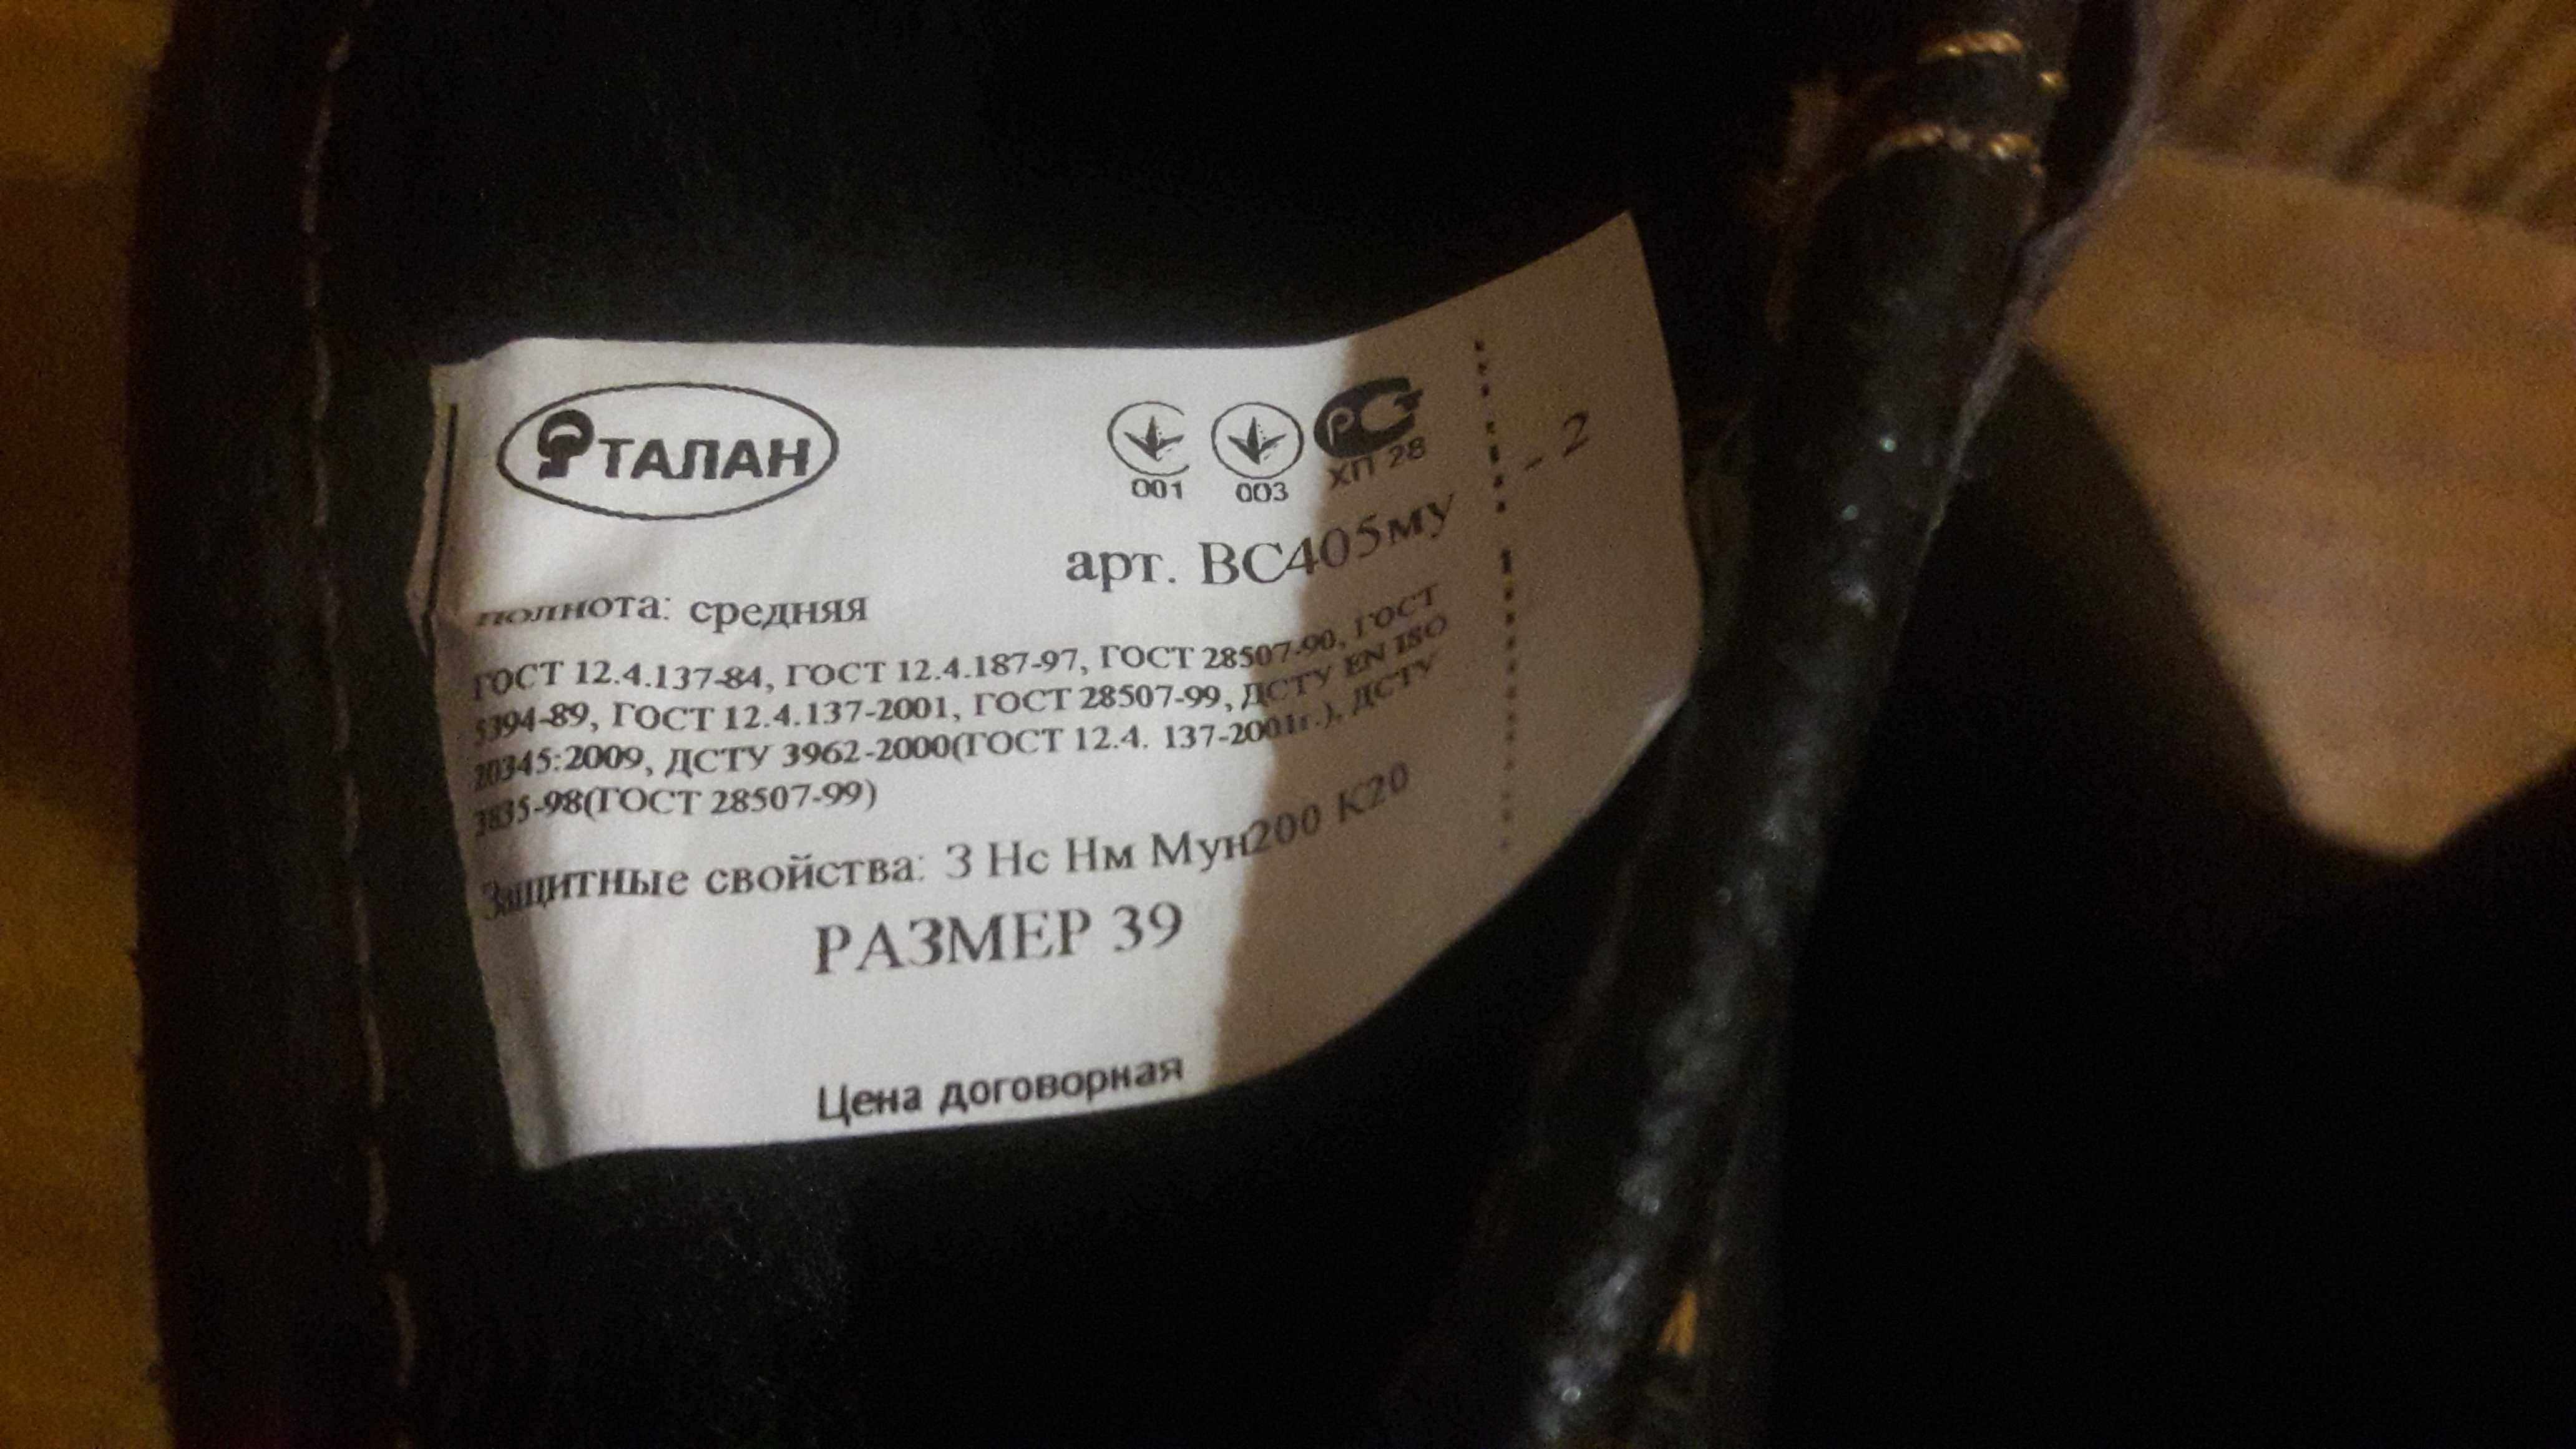 ТАЛАН
001 003 ХП 28
- 2
арт. ВС405му
1
полнота: средняя
ГОСТ 12.4.137-84, ГОСТ 12.4.187-97, ГОСТ 28507-90, ГОСТ
5394-89, ГОСТ 12.4.137-2001, ГОСТ 28507-99, ДСТУ EN ISO
20345:2009, ДСТУ 3962-2000(ГОСТ 12.4. 137-2001г.), ДСТУ
3835-98(ГОСТ 28507-99)
Защитные свойства: З Нс Нм Мун200 К20
РАЗМЕР 39
Цена договорная